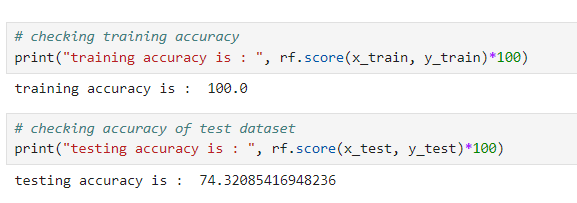 # checking training accuracy
print("training accuracy is : ", rf.score(x_train, y_train)*100)
training accuracy is :  100.0
# checking accuracy of test dataset
print("testing accuracy is : ", rf.score(x_test, y_test)*100)
testing accuracy is :  74.32085416948236